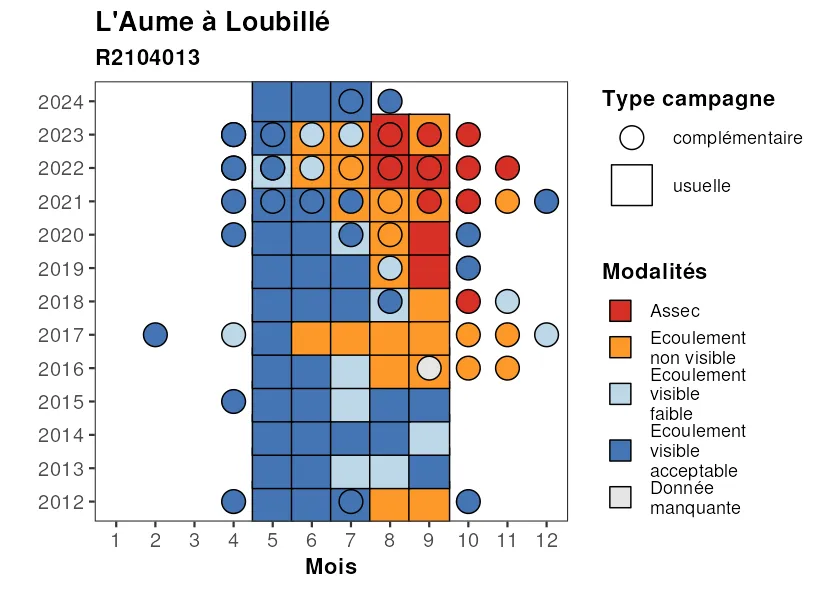 L'Aume à Loubillé
R2104013
2024
2023
2022
2021
2020
2019
2018
2017
2016
2015
2014
2013
2012
1 2 3 4 5 6 7 8 9 10 11 12
Mois
Type campagne
complémentaire
usuelle
Modalités
Assec
Ecoulement
non visible
Ecoulement
visible
faible
Ecoulement
visible
acceptable
Donnée
manquante